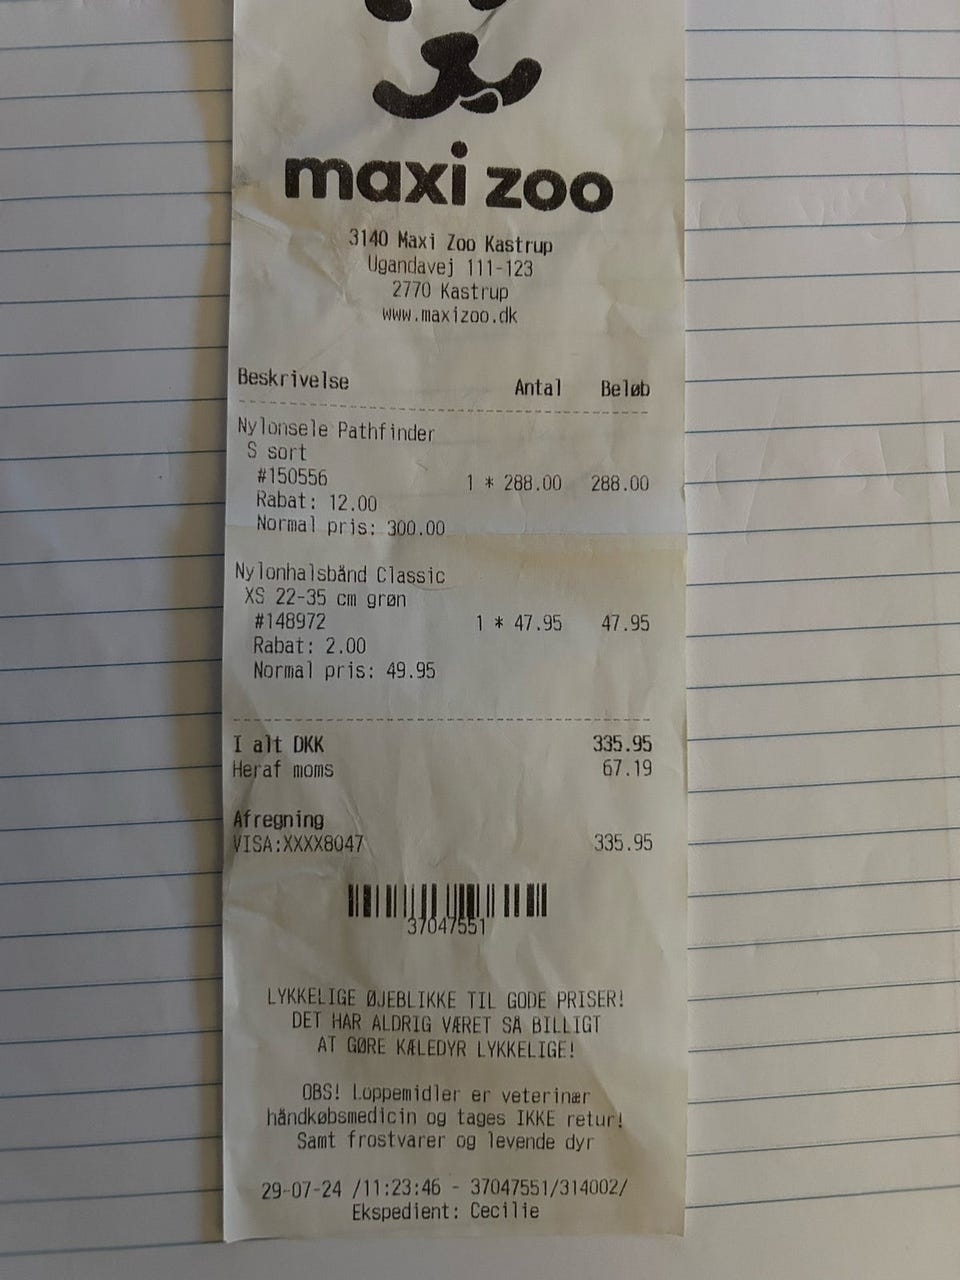 maxi zoo
3140 Maxi Zoo Kastrup
Ugandavej 111-123
2770 Kastrup
www.maxizoo.dk
Beskrivelse Antal Beløb
Nylonsele Pathfinder
S sort
#150556 1 * 288.00 288.00
Rabat: 12.00
Normal pris: 300.00
Nylonhalsbånd Classic
XS 22-35 cm grøn
#148972 1 * 47.95 47.95
Rabat: 2.00
Normal pris: 49.95
I alt DKK 335.95
Heraf moms 67.19
Afregning
VISA:XXXX8047 335.95
37047551
LYKKELIGE ØJEBLIKKE TIL GODE PRISER!
DET HAR ALDRIG VÆRET SÅ BILLIGT
AT GØRE KÆLEDYR LYKKELIGE!
OBS! Loppemidler er veterinær
håndkøbsmedicin og tages IKKE retur!
Samt frostvarer og levende dyr
29-07-24 /11:23:46 - 37047551/314002/
Ekspedient: Cecilie